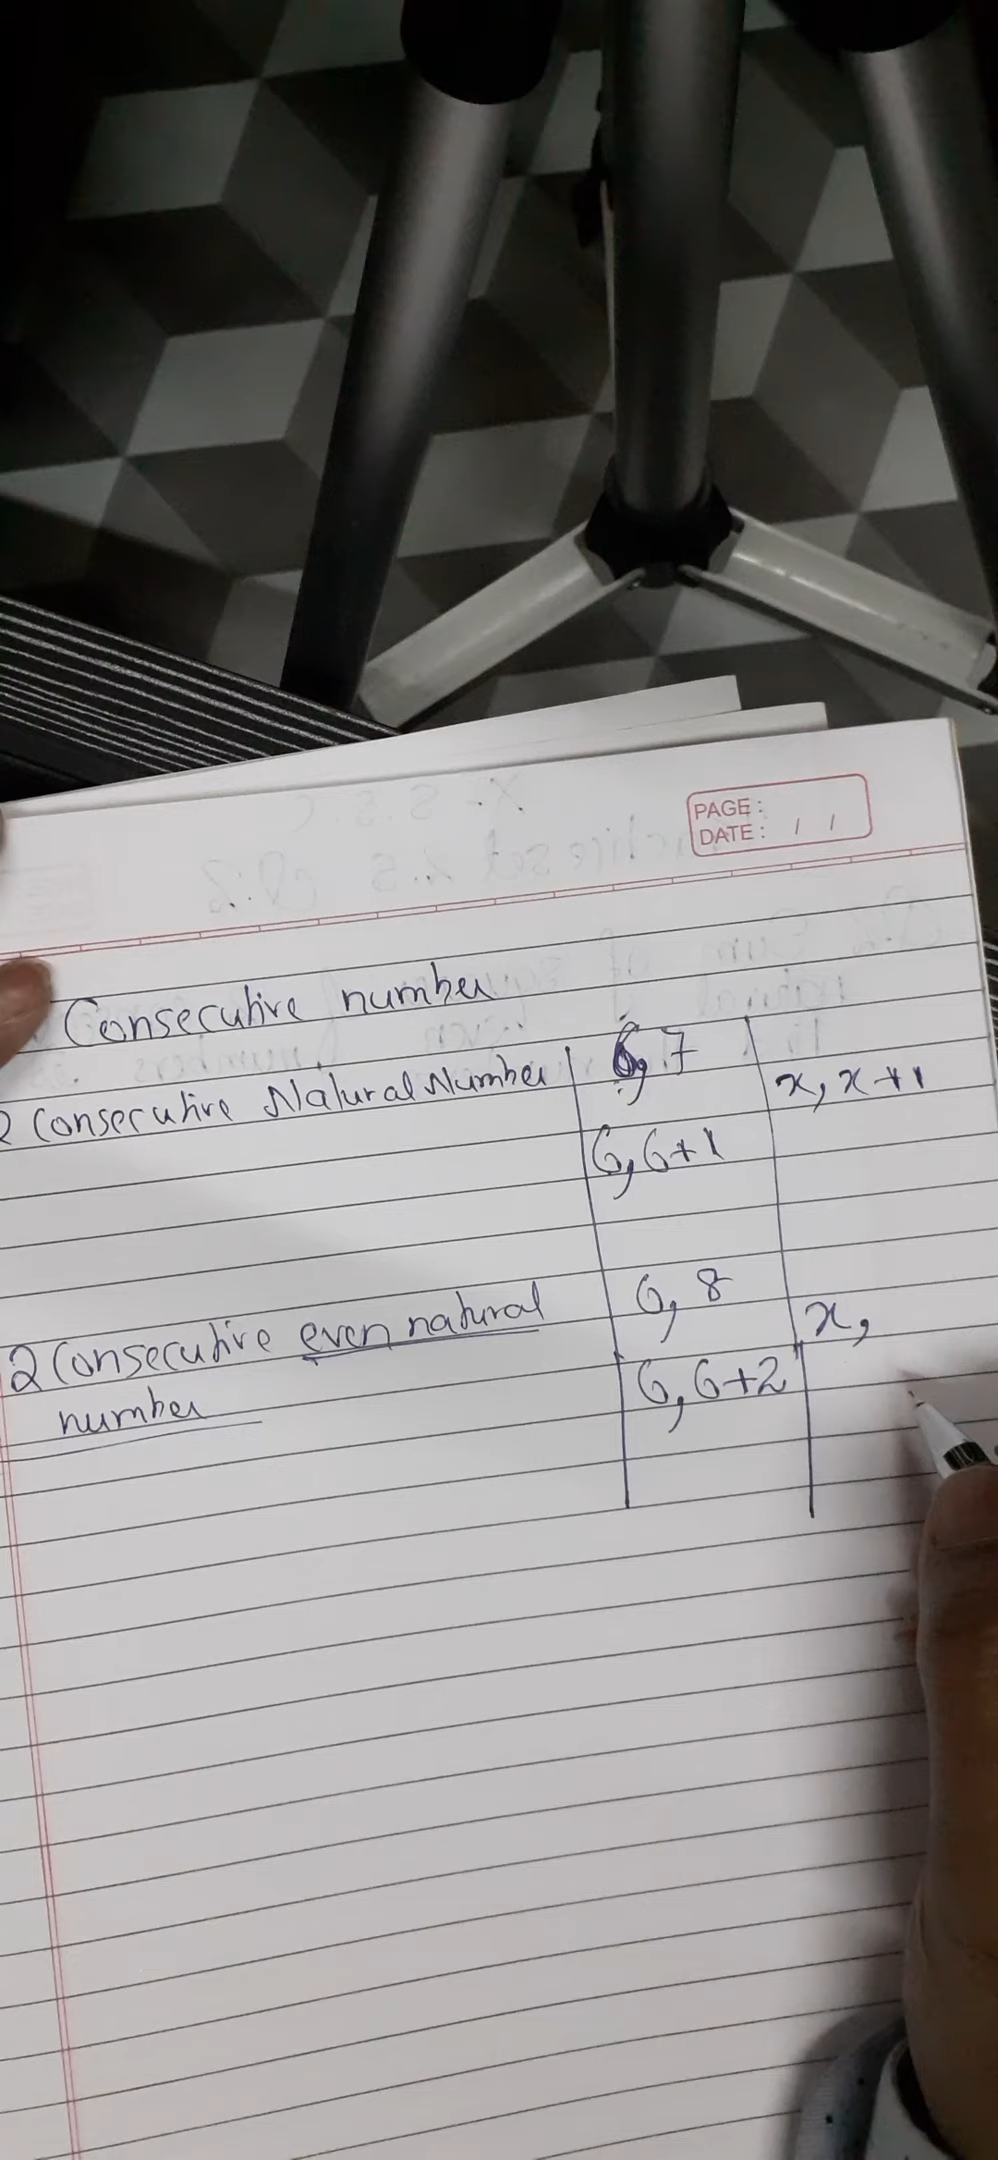 PAGE :
DATE : / /
Consecutive number
2 Consecutive Natural Number 6, 7 x, x+1
6, 6+1
2 Consecutive even natural 6, 8 x,
number 6, 6+2